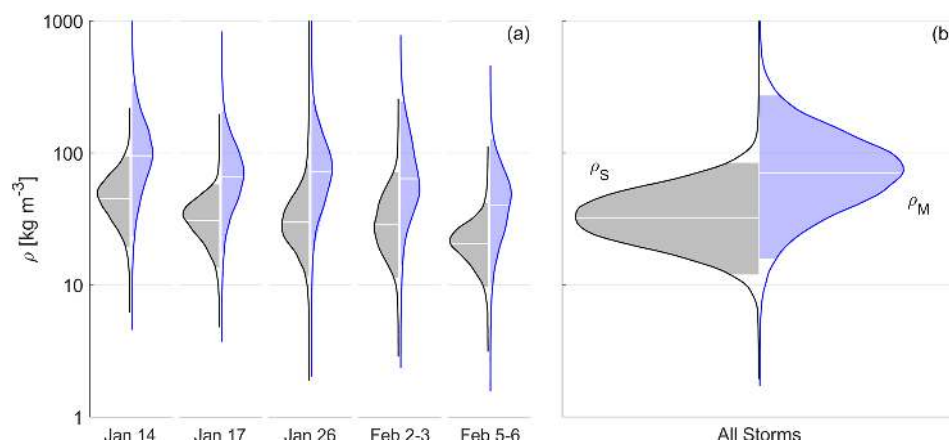 1000
100
10
1
ρ [kg m⁻³]
(a)
Jan 14 Jan 17 Jan 26 Feb 2-3 Feb 5-6
(b)
ρS
ρM
All Storms